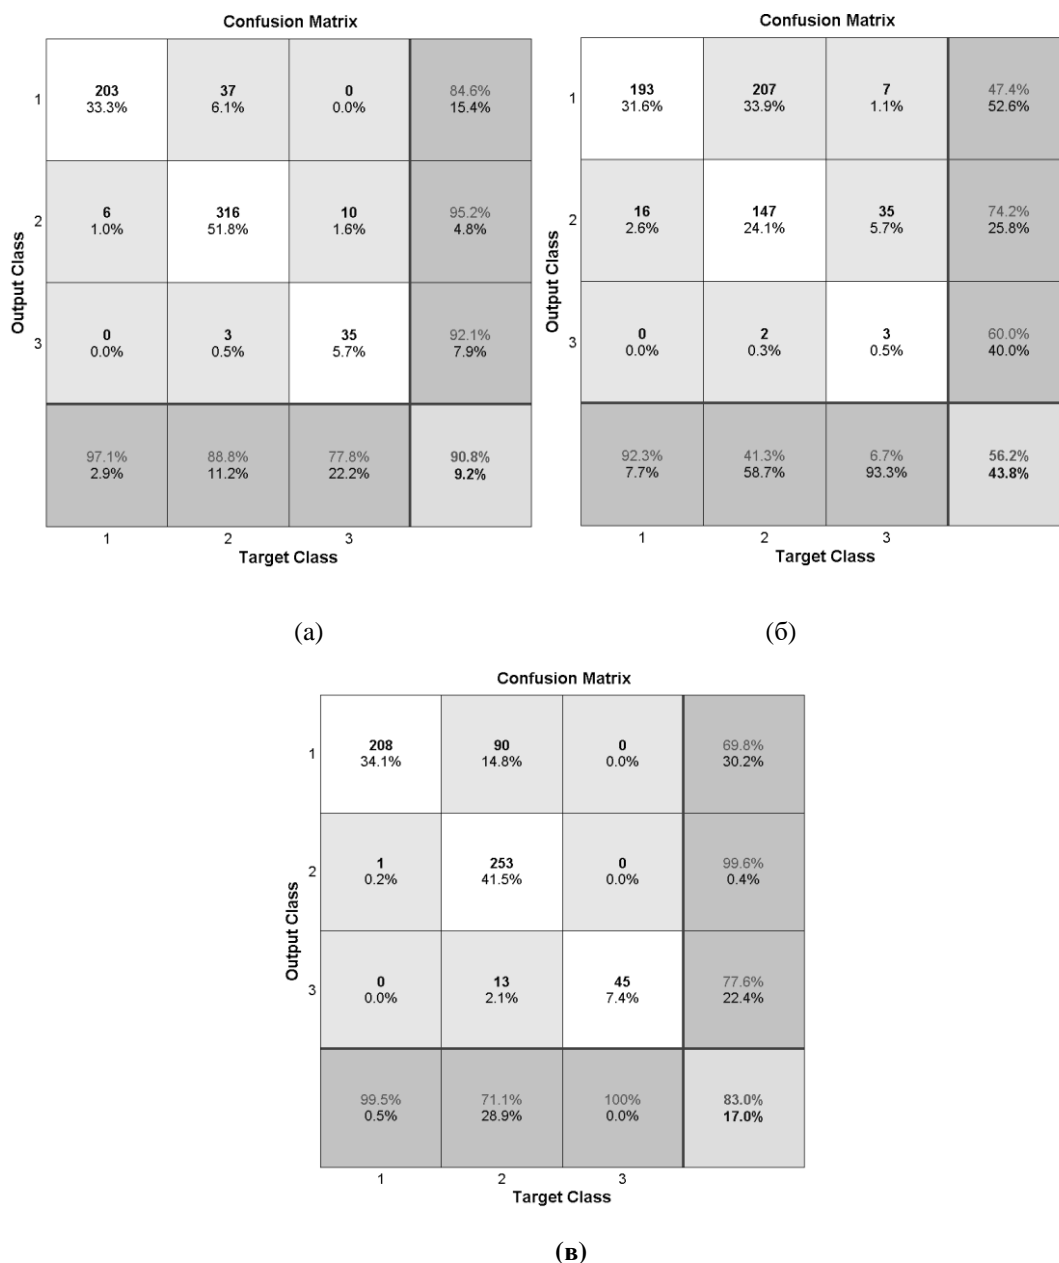 Confusion Matrix
1 203 37 0 84.6%
33.3% 6.1% 0.0% 15.4%
2 6 316 10 95.2%
1.0% 51.8% 1.6% 4.8%
3 0 3 35 92.1%
0.0% 0.5% 5.7% 7.9%
97.1% 88.8% 77.8% 90.8%
2.9% 11.2% 22.2% 9.2%
1 2 3
Target Class
Output Class
(а)
Confusion Matrix
1 193 207 7 47.4%
31.6% 33.9% 1.1% 52.6%
2 16 147 35 74.2%
2.6% 24.1% 5.7% 25.8%
3 0 2 3 60.0%
0.0% 0.3% 0.5% 40.0%
92.3% 41.3% 6.7% 56.2%
7.7% 58.7% 93.3% 43.8%
1 2 3
Target Class
Output Class
(б)
Confusion Matrix
1 208 90 0 69.8%
34.1% 14.8% 0.0% 30.2%
2 1 253 0 99.6%
0.2% 41.5% 0.0% 0.4%
3 0 13 45 77.6%
0.0% 2.1% 7.4% 22.4%
99.5% 71.1% 100% 83.0%
0.5% 28.9% 0.0% 17.0%
1 2 3
Target Class
Output Class
(в)